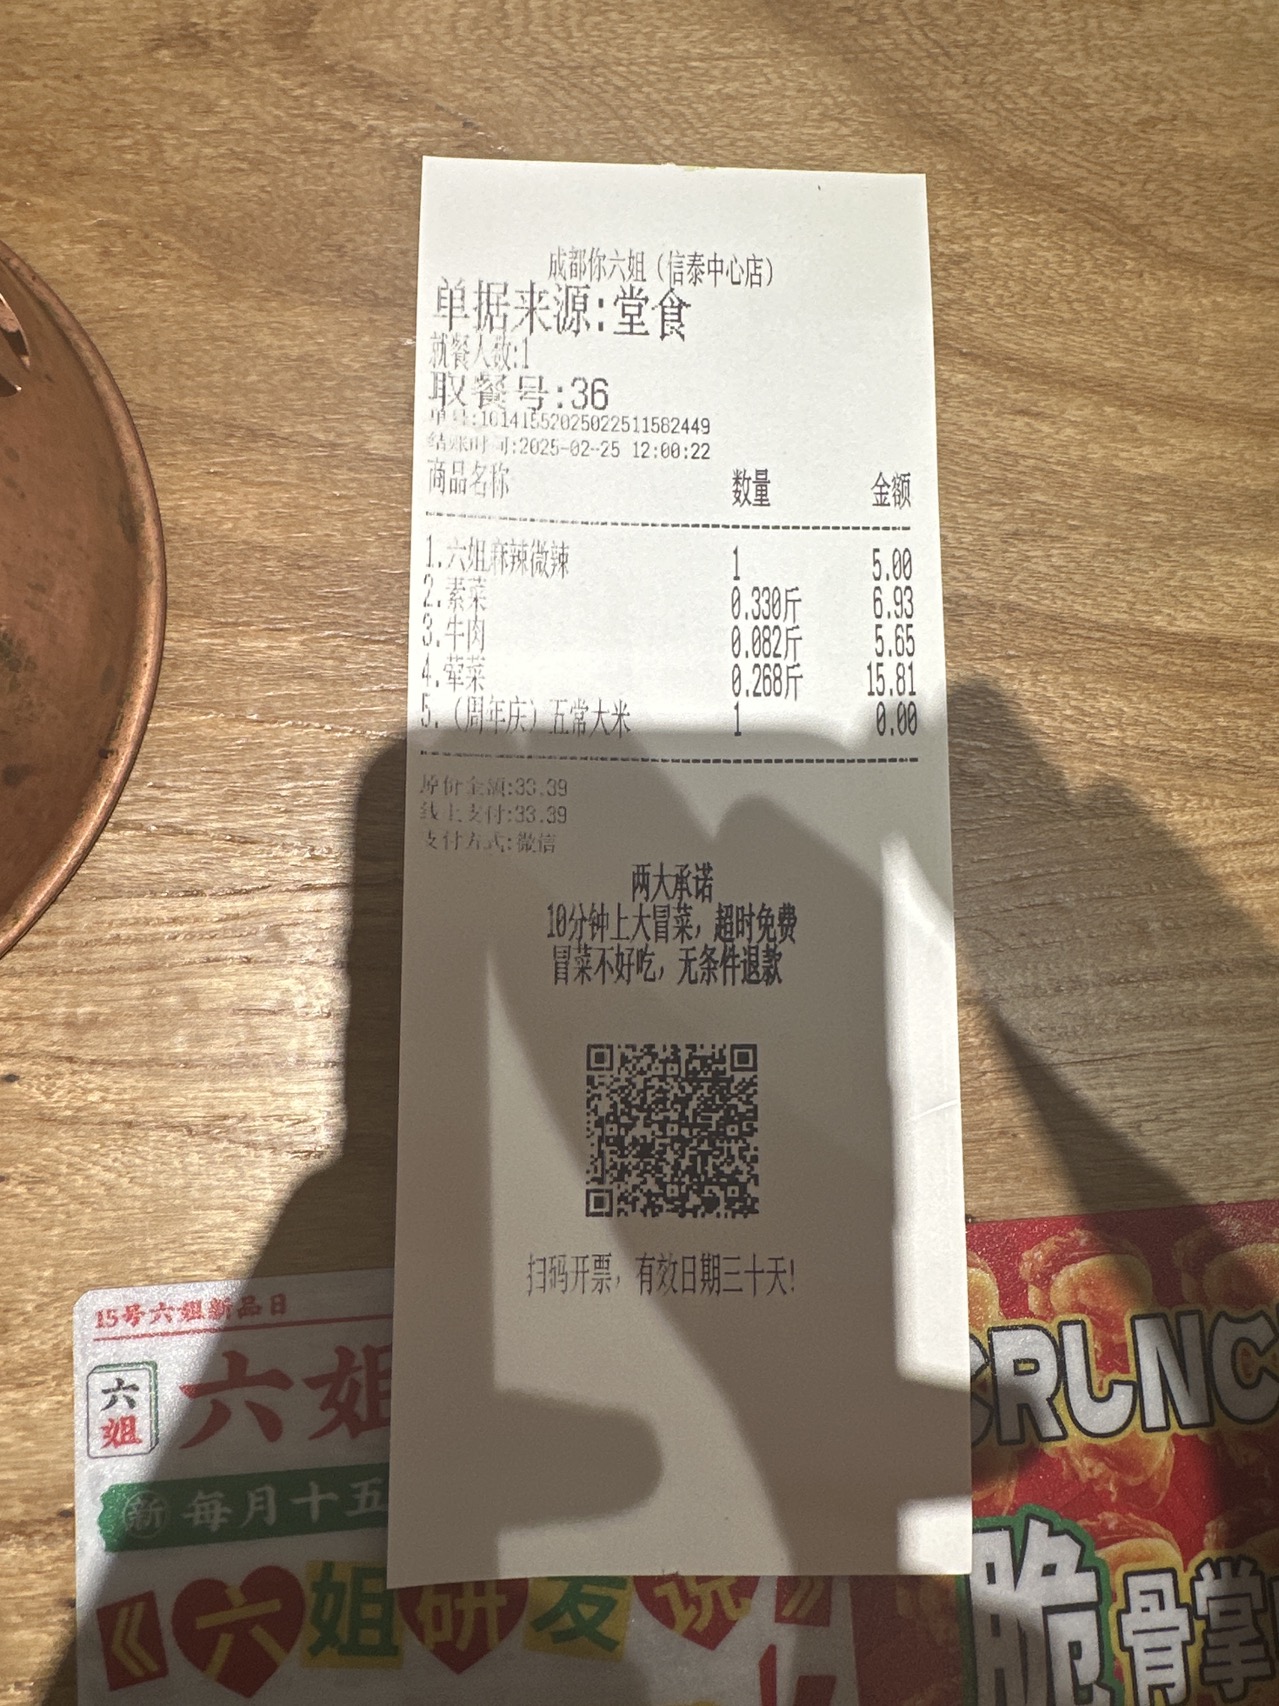 成都你六姐（信泰中心店）
单据来源:堂食
就餐人数:1
取餐号:36
单号:10141552025022511582449
结账时间:2025-02-25 12:00:22
商品名称 数量 金额
1.六姐麻辣微辣 1 5.00
2.素菜 0.330斤 6.93
3.牛肉 0.082斤 5.65
4.荤菜 0.268斤 15.81
5.（周年庆）五常大米 1 0.00
原价金额:33.39
线上支付:33.39
支付方式:微信
两大承诺
10分钟上大冒菜，超时免费
冒菜不好吃，无条件退款
扫码开票，有效日期三十天!
15号六姐新品日
六姐
六姐
新 每月十五
《六姐研发说》
CRUNC
脆骨掌